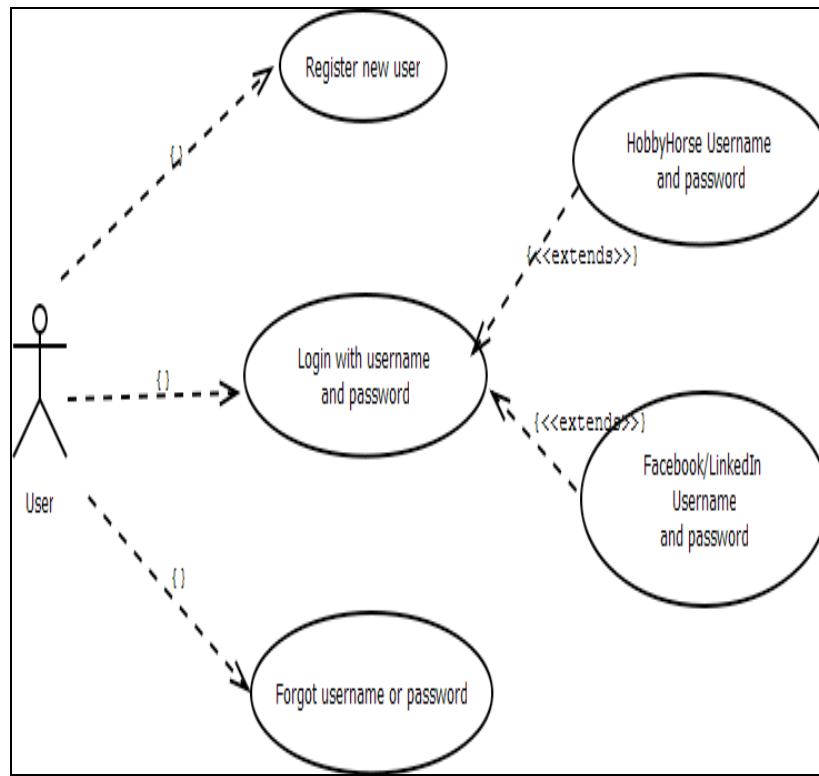 Register new user
{,}
HobbyHorse Username
and password
{<<extends>>}
Login with username
and password
{}
{<<extends>>}
Facebook/LinkedIn
Username
and password
User
{}
Forgot username or password